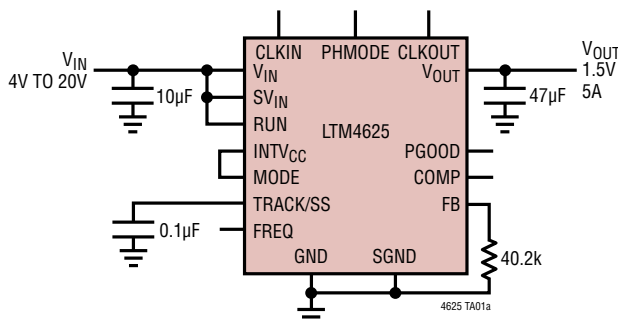 CLKIN PHMODE CLKOUT
VIN
4V TO 20V
10µF
VIN
SVIN
RUN
INTVCC
MODE
TRACK/SS
0.1µF
FREQ
LTM4625
GND SGND
VOUT
PGOOD
COMP
FB
VOUT
1.5V
5A
47µF
40.2k
4625 TA01a